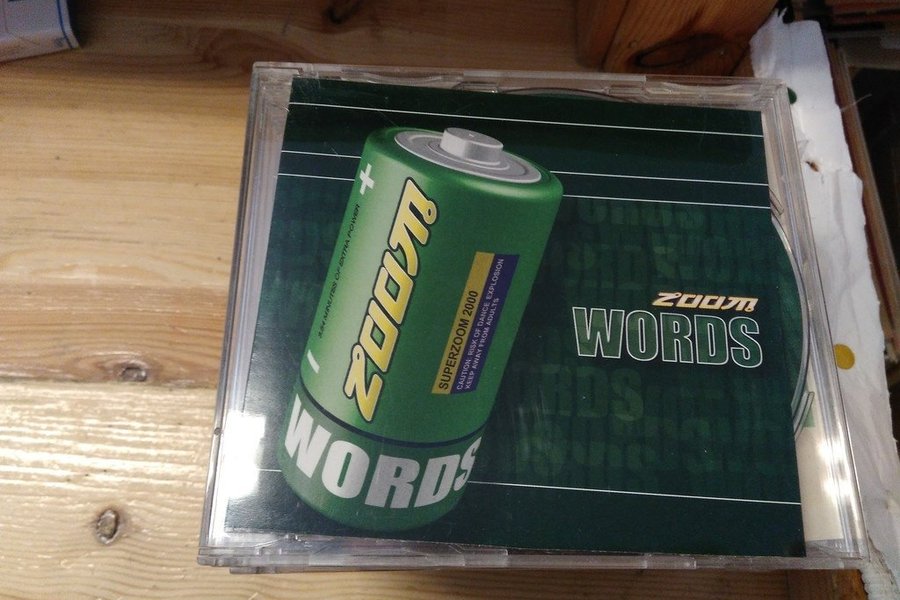 +
ZOOM
SUPERZOOM 2000
CAUTION: RISK OF DANCE EXPLOSION
KEEP AWAY FROM ADULTS
-
WORDS
ZOOM
WORDS